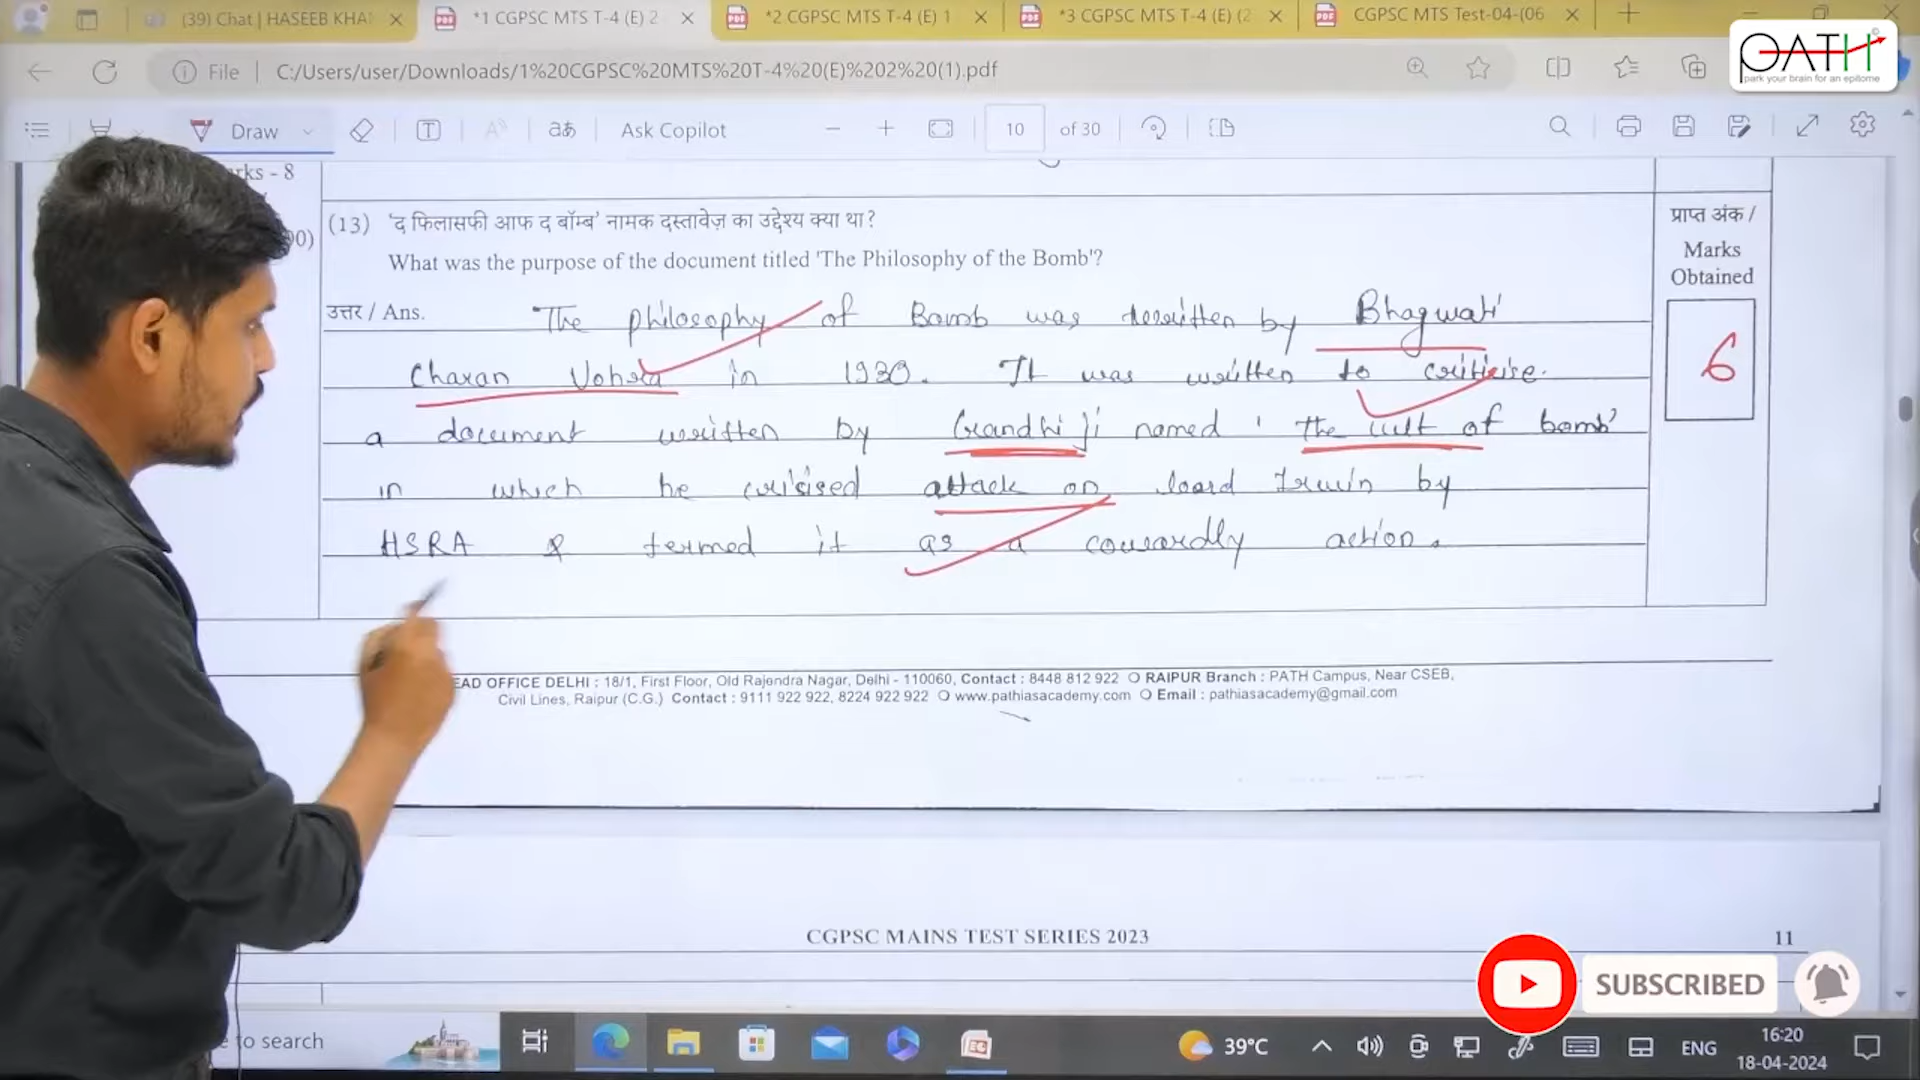 (39) Chat | HASEEB KHA
*1 CGPSC MTS T-4 (E) 2
*2 CGPSC MTS T-4 (E) 1
*3 CGPSC MTS T-4 (E) (2
CGPSC MTS Test-04-(06
PATH
park your brain for an epitome
File
C:/Users/user/Downloads/1%20CGPSC%20MTS%20T-4%20(E)%202%20(1).pdf
Draw
Ask Copilot
10 of 30
rks - 8
00)
(13) 'द फिलासफी आफ द बॉम्ब' नामक दस्तावेज़ का उद्देश्य क्या था?
What was the purpose of the document titled 'The Philosophy of the Bomb'?
प्राप्त अंक /
Marks
Obtained
6
उत्तर / Ans.
The philosophy of Bomb was written by Bhagwati
Charan Vohra in 1930. It was written to criticise
a document written by Gandhi ji named 'the cult of bomb'
in which he crisised attack on loard Irwin by
HSRA & termed it as a cowardly action.
EAD OFFICE DELHI : 18/1, First Floor, Old Rajendra Nagar, Delhi - 110060, Contact : 8448 812 922 O RAIPUR Branch : PATH Campus, Near CSEB,
Civil Lines, Raipur (C.G.) Contact : 9111 922 922, 8224 922 922 O www.pathiasacademy.com O Email : pathiasacademy@gmail.com
CGPSC MAINS TEST SERIES 2023
11
SUBSCRIBED
e to search
39°C
ENG
16:20
18-04-2024